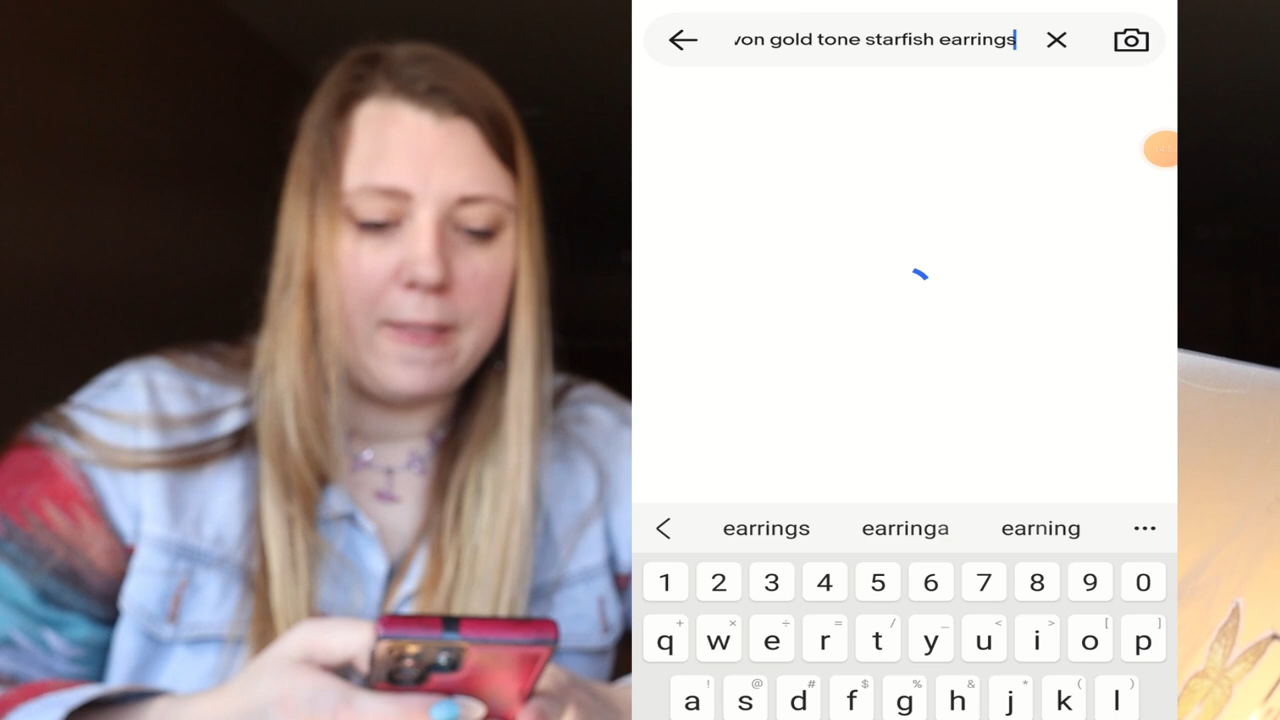 von gold tone starfish earrings
earrings earringa earning
1 2 3 4 5 6 7 8 9 0
+ × ÷ = / _ < > [ ]
q w e r t y u i o p
! @ # $ % & * ( )
a s d f g h j k l